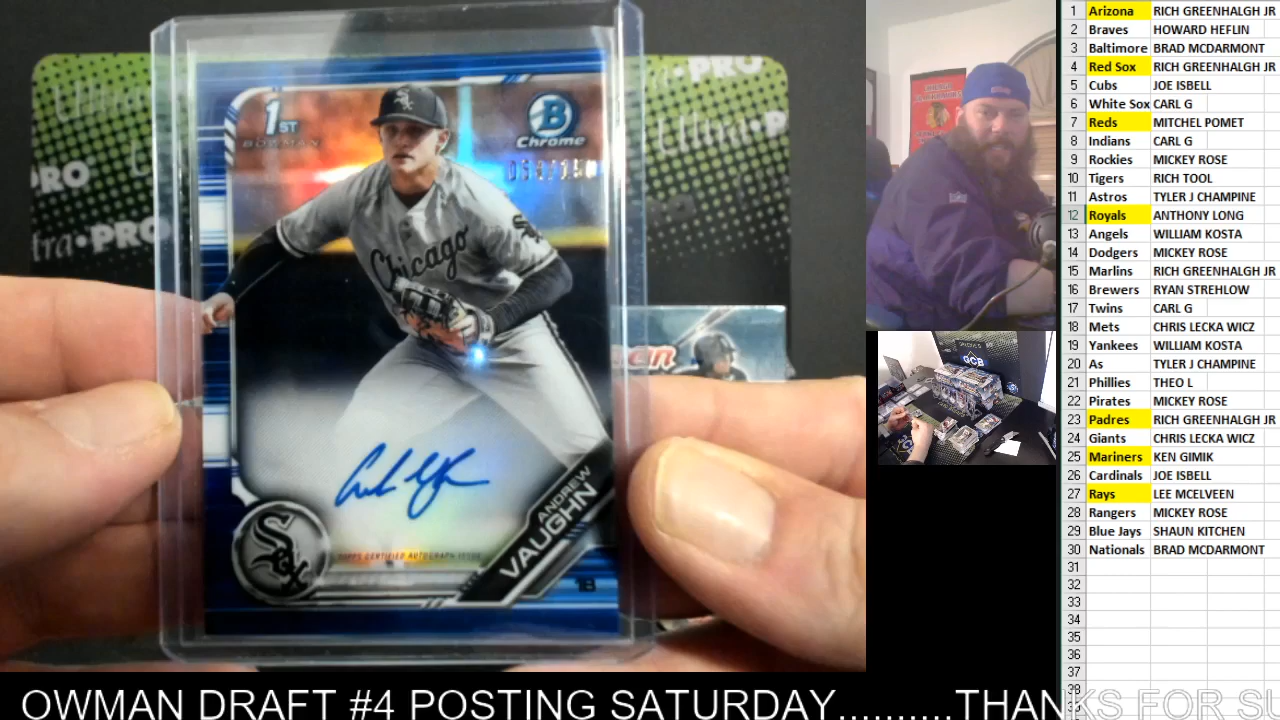 1ST
BOWMAN
B
Chrome
Chicago
Sox
ANDREW
VAUGHN
TOPPS CERTIFIED AUTOGRAPH ISSUE
Ultra•PRO
GCB
1 Arizona RICH GREENHALGH JR
2 Braves HOWARD HEFLIN
3 Baltimore BRAD MCDARMONT
4 Red Sox RICH GREENHALGH JR
5 Cubs JOE ISBELL
6 White Sox CARL G
7 Reds MITCHEL POMET
8 Indians CARL G
9 Rockies MICKEY ROSE
10 Tigers RICH TOOL
11 Astros TYLER J CHAMPINE
12 Royals ANTHONY LONG
13 Angels WILLIAM KOSTA
14 Dodgers MICKEY ROSE
15 Marlins RICH GREENHALGH JR
16 Brewers RYAN STREHLOW
17 Twins CARL G
18 Mets CHRIS LECKA WICZ
19 Yankees WILLIAM KOSTA
20 As TYLER J CHAMPINE
21 Phillies THEO L
22 Pirates MICKEY ROSE
23 Padres RICH GREENHALGH JR
24 Giants CHRIS LECKA WICZ
25 Mariners KEN GIMIK
26 Cardinals JOE ISBELL
27 Rays LEE MCELVEEN
28 Rangers MICKEY ROSE
29 Blue Jays SHAUN KITCHEN
30 Nationals BRAD MCDARMONT
31
32
33
34
35
36
37
38
OWMAN DRAFT #4 POSTING SATURDAY..........THANKS FOR SU